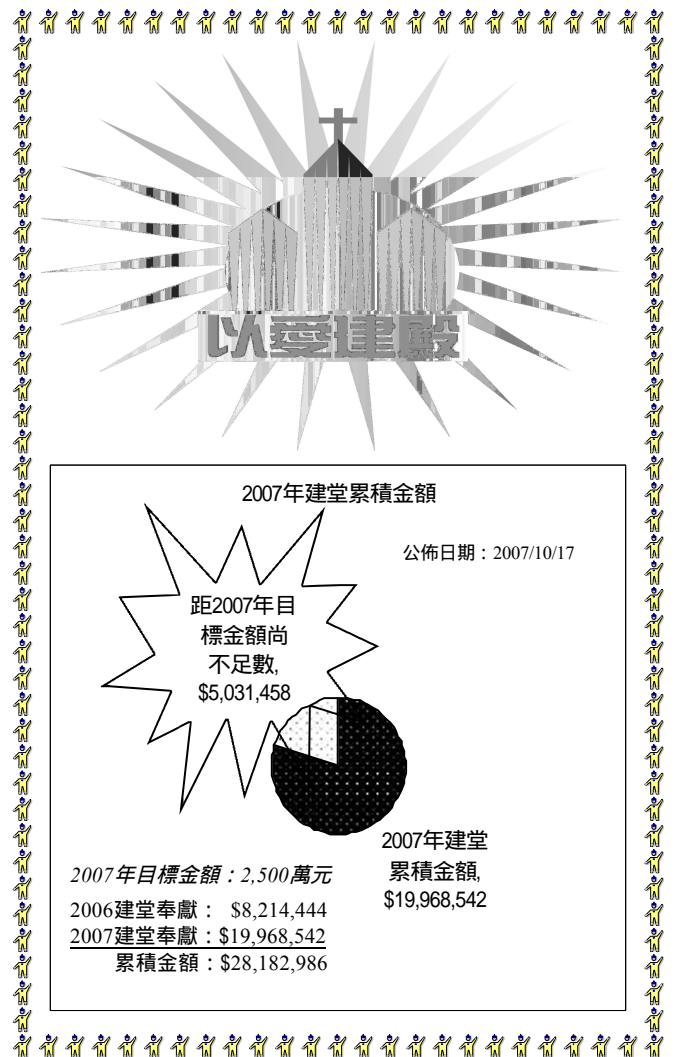 以愛建殿
2007年建堂累積金額
公佈日期：2007/10/17
距2007年目
標金額尚
不足數,
$5,031,458
2007年建堂
累積金額,
$19,968,542
2007年目標金額：2,500萬元
2006建堂奉獻： $8,214,444
2007建堂奉獻：$19,968,542
累積金額：$28,182,986